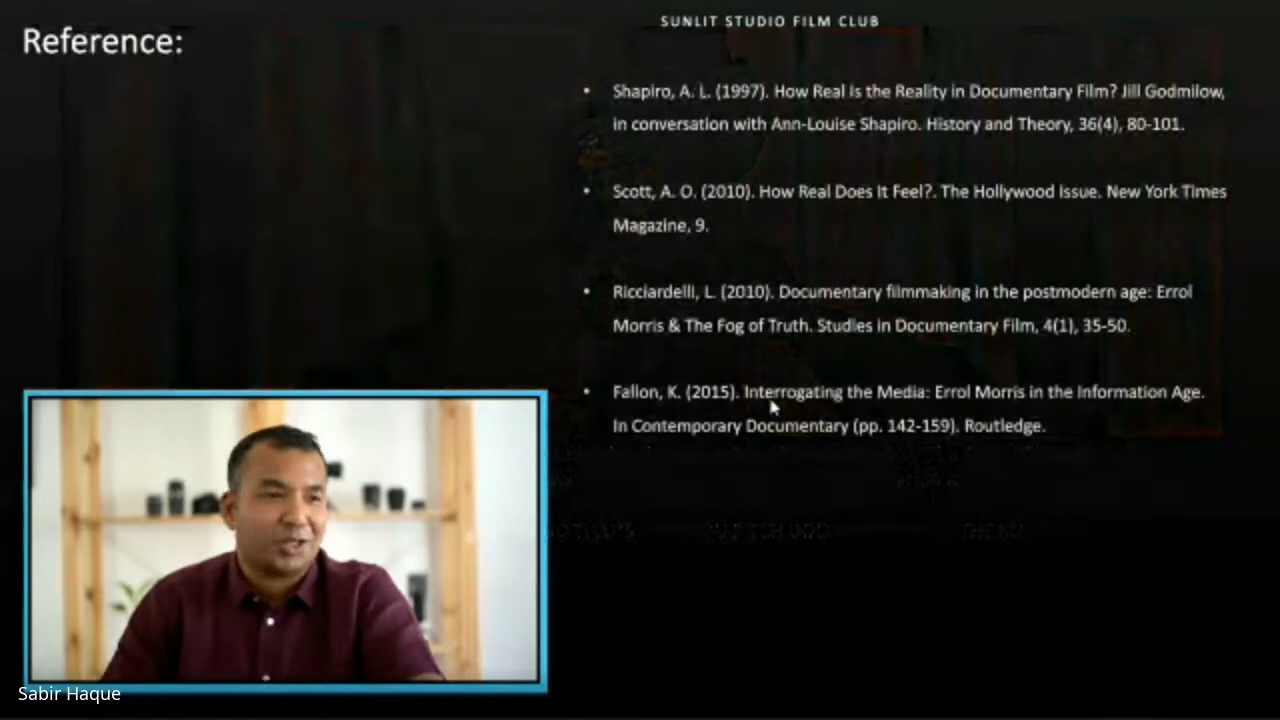 SUNLIT STUDIO FILM CLUB
Reference:
• Shapiro, A. L. (1997). How Real is the Reality in Documentary Film? Jill Godmilow,
in conversation with Ann-Louise Shapiro. History and Theory, 36(4), 80-101.
• Scott, A. O. (2010). How Real Does It Feel?. The Hollywood Issue. New York Times
Magazine, 9.
• Ricciardelli, L. (2010). Documentary filmmaking in the postmodern age: Errol
Morris & The Fog of Truth. Studies in Documentary Film, 4(1), 35-50.
• Fallon, K. (2015). Interrogating the Media: Errol Morris in the Information Age.
In Contemporary Documentary (pp. 142-159). Routledge.
Sabir Haque